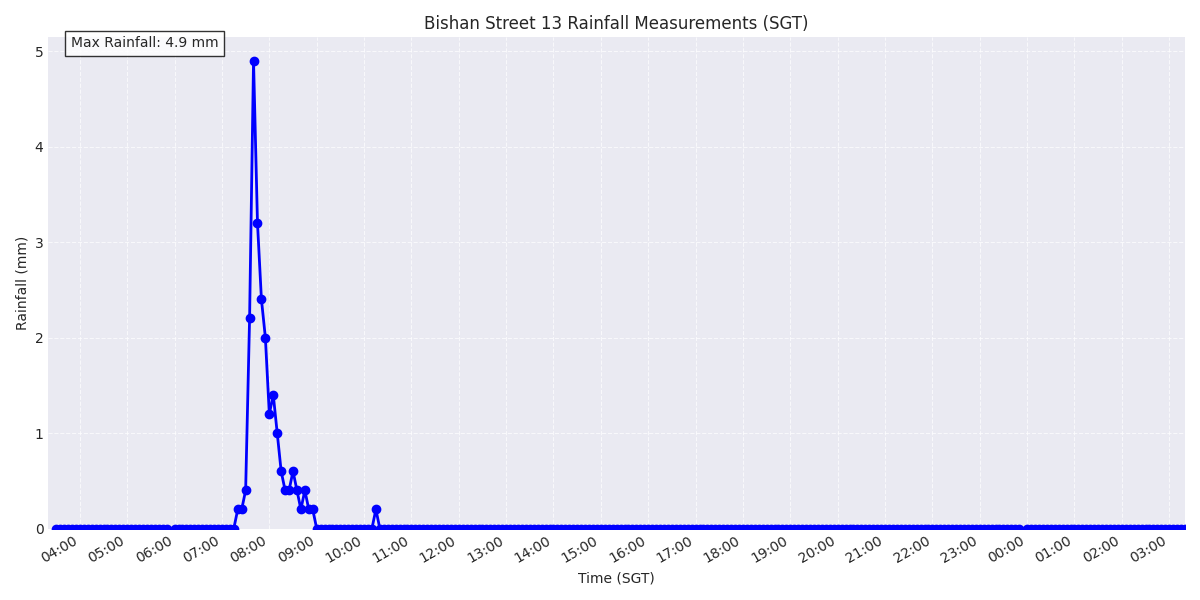 Bishan Street 13 Rainfall Measurements (SGT)
Max Rainfall: 4.9 mm
5
4
3
2
1
0
Rainfall (mm)
04:00 05:00 06:00 07:00 08:00 09:00 10:00 11:00 12:00 13:00 14:00 15:00 16:00 17:00 18:00 19:00 20:00 21:00 22:00 23:00 00:00 01:00 02:00 03:00
Time (SGT)